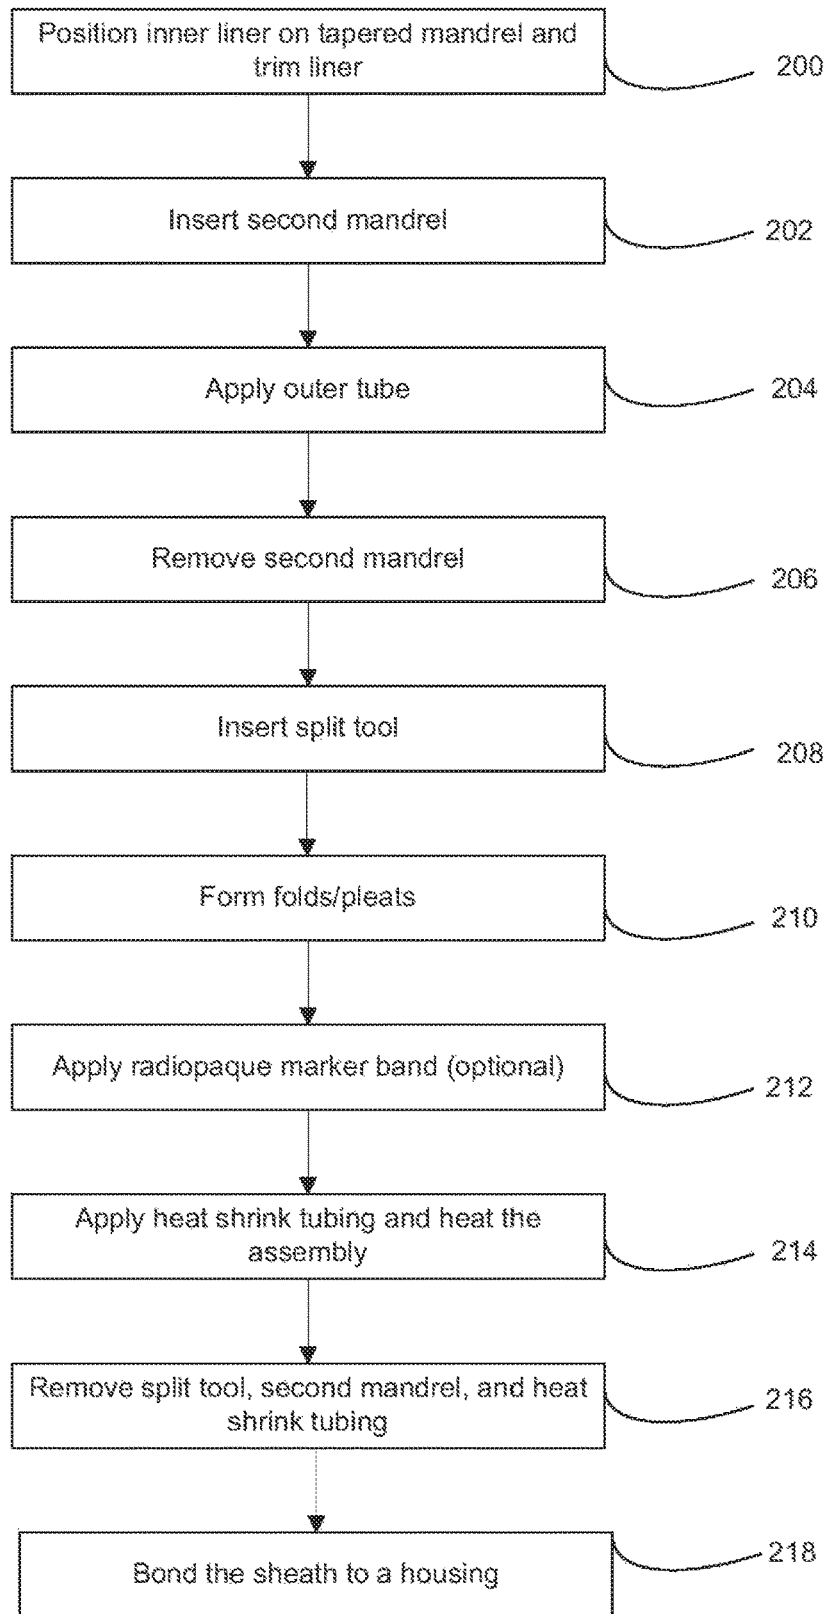 Position inner liner on tapered mandrel and
trim liner
200
Insert second mandrel
202
Apply outer tube
204
Remove second mandrel
206
Insert split tool
208
Form folds/pleats
210
Apply radiopaque marker band (optional)
212
Apply heat shrink tubing and heat the
assembly
214
Remove split tool, second mandrel, and heat
shrink tubing
216
Bond the sheath to a housing
218